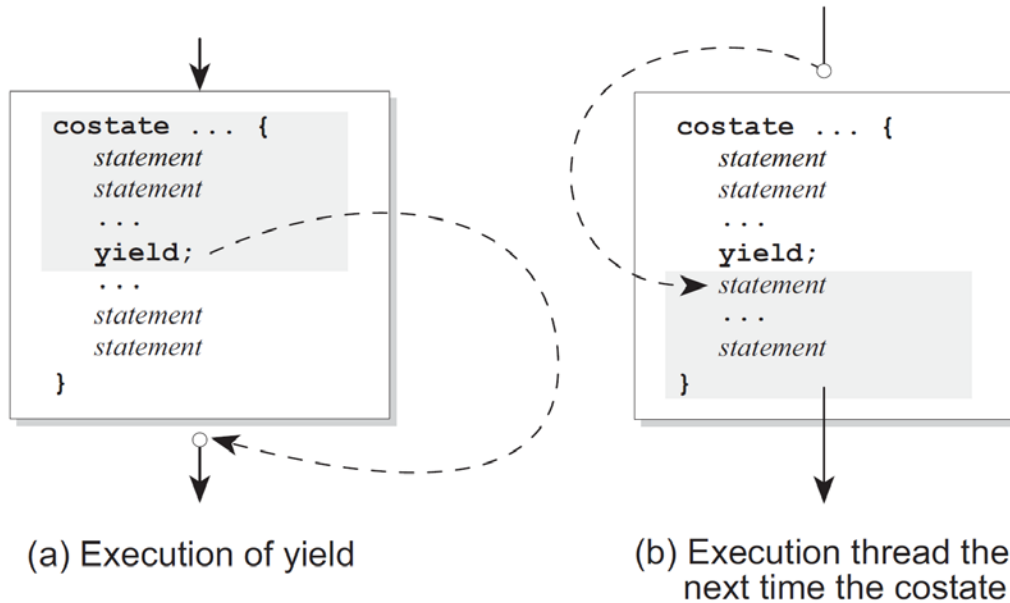 costate ... {
statement
statement
...
yield;
...
statement
statement
}
(a) Execution of yield
costate ... {
statement
statement
...
yield;
statement
...
statement
}
(b) Execution thread the
next time the costate